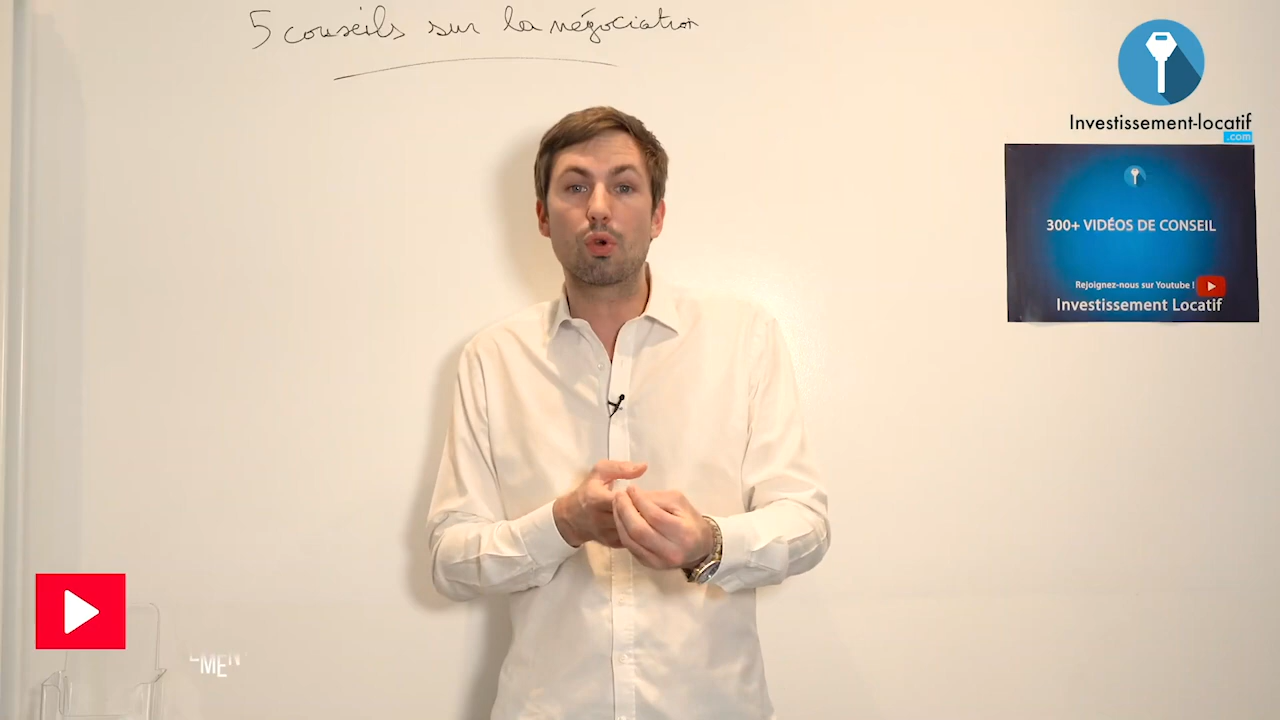 5 conseils sur la négociation
Investissement-locatif
.com
300+ VIDÉOS DE CONSEIL
Rejoignez-nous sur Youtube !
Investissement Locatif